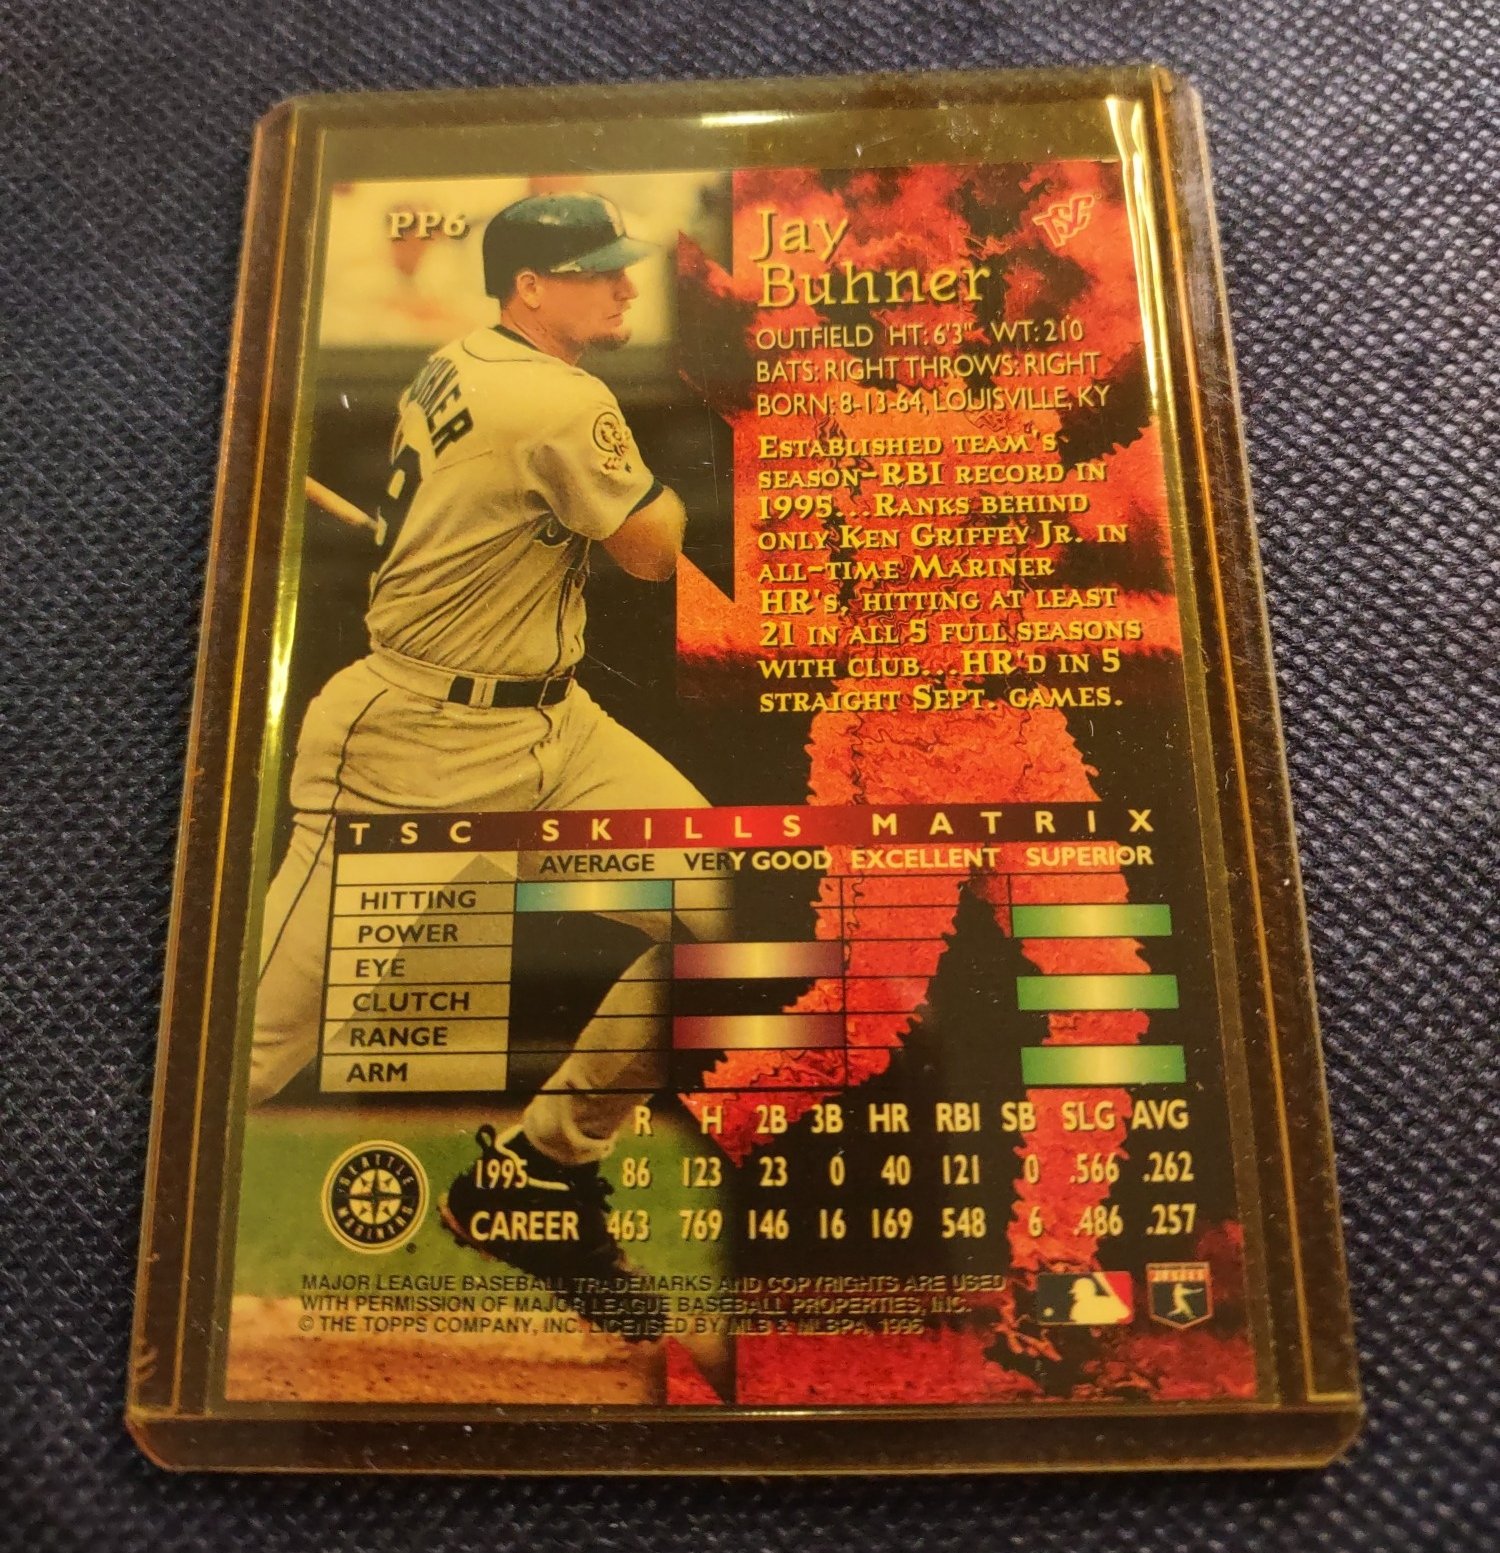 PP6
TSC
Jay
Buhner
OUTFIELD HT: 6'3" WT: 210
BATS: RIGHT THROWS: RIGHT
BORN: 8-13-64, LOUISVILLE, KY
ESTABLISHED TEAM'S
SEASON-RBI RECORD IN
1995...RANKS BEHIND
ONLY KEN GRIFFEY JR. IN
ALL-TIME MARINER
HR'S, HITTING AT LEAST
21 IN ALL 5 FULL SEASONS
WITH CLUB...HR'D IN 5
STRAIGHT SEPT. GAMES.
TSC SKILLS MATRIX
AVERAGE VERY GOOD EXCELLENT SUPERIOR
HITTING
POWER
EYE
CLUTCH
RANGE
ARM
R H 2B 3B HR RBI SB SLG AVG
1995 86 123 23 0 40 121 0 .566 .262
CAREER 463 769 146 16 169 548 6 .486 .257
SEATTLE
MARINERS
MAJOR LEAGUE BASEBALL TRADEMARKS AND COPYRIGHTS ARE USED
WITH PERMISSION OF MAJOR LEAGUE BASEBALL PROPERTIES, INC.
© THE TOPPS COMPANY, INC. LICENSED BY MLB & MLBPA, 1996